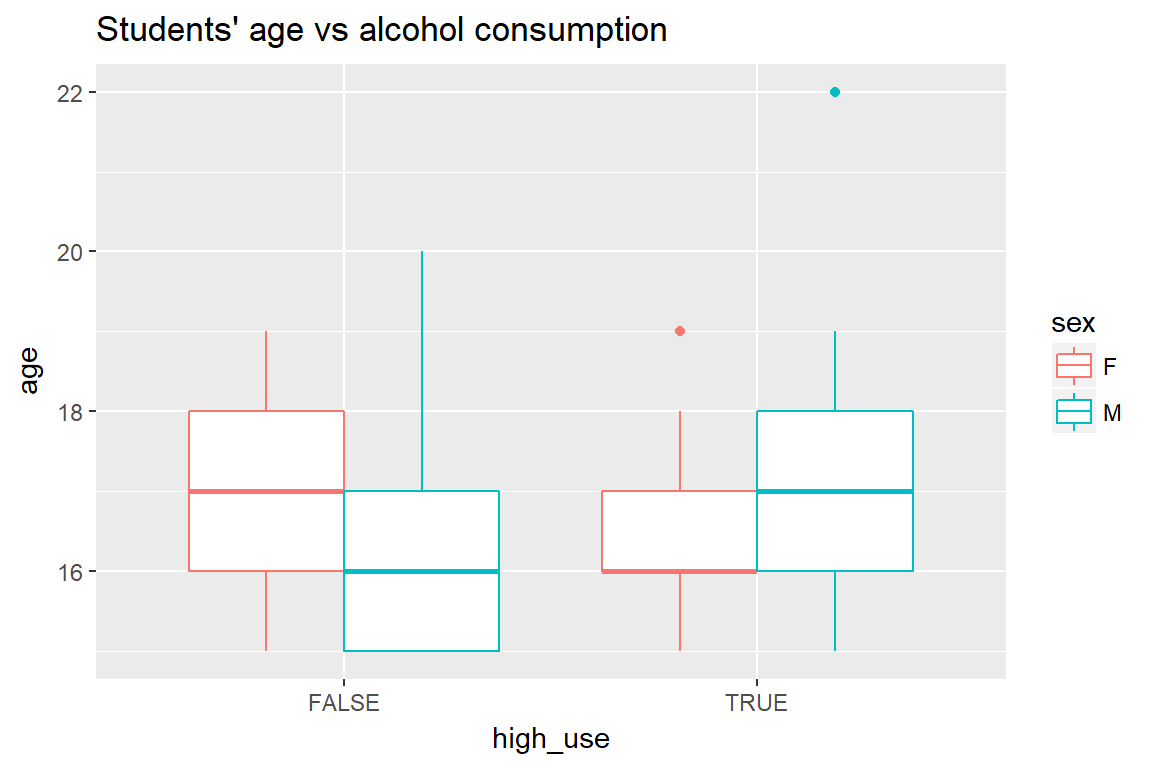 Students' age vs alcohol consumption
22
20
18
16
age
FALSE
TRUE
high_use
sex
F
M